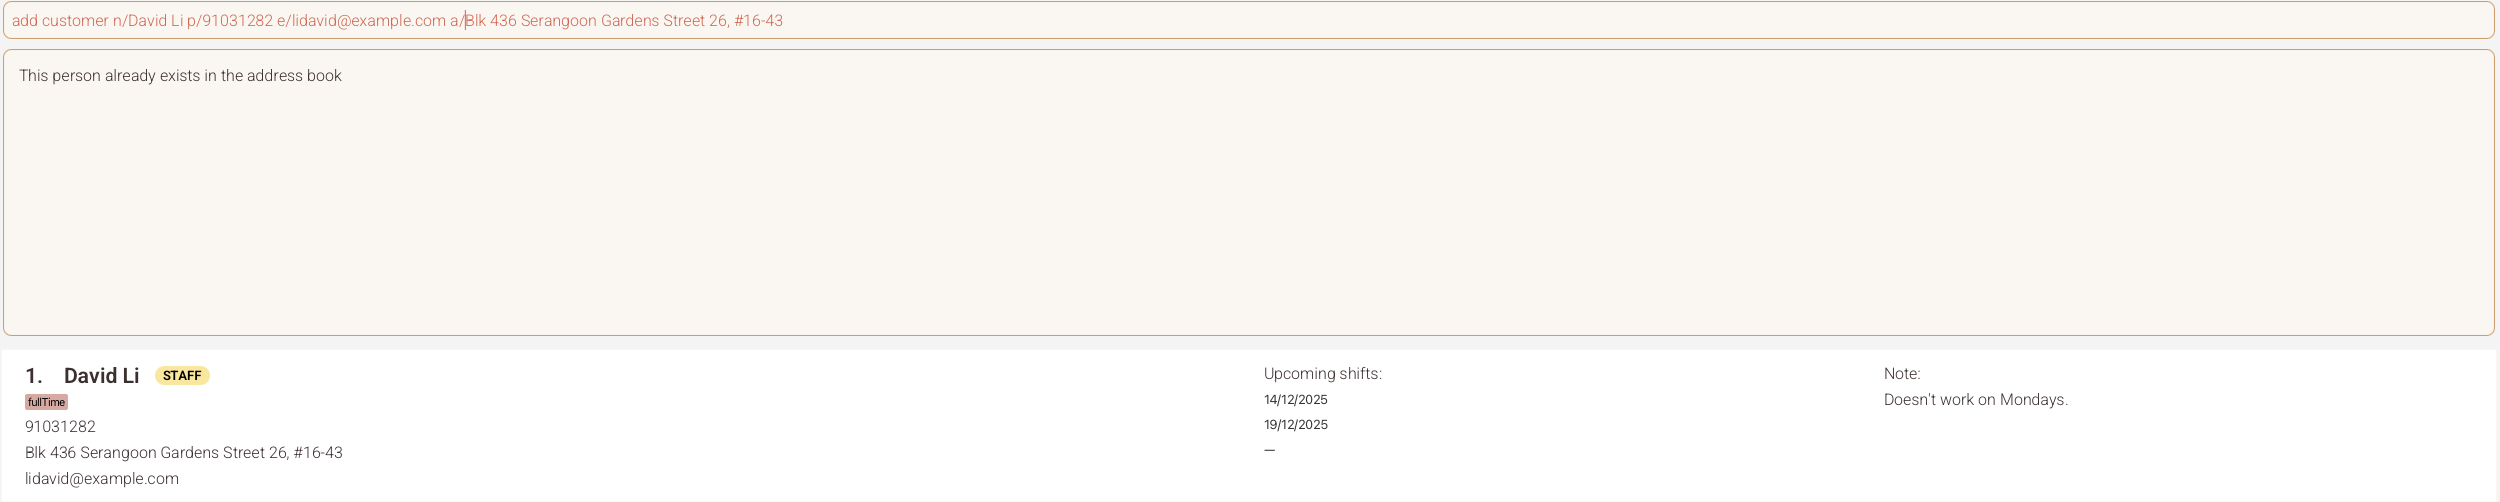 add customer n/David Li p/91031282 e/lidavid@example.com a/Blk 436 Serangoon Gardens Street 26, #16-43
This person already exists in the address book
1. David Li STAFF
fullTime
91031282
Blk 436 Serangoon Gardens Street 26, #16-43
lidavid@example.com
Upcoming shifts:
14/12/2025
19/12/2025
—
Note:
Doesn't work on Mondays.